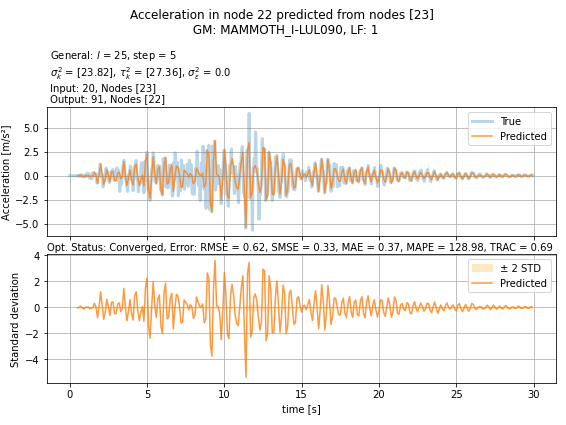 Acceleration in node 22 predicted from nodes [23]
GM: MAMMOTH_I-LUL090, LF: 1
General: l = 25, step = 5
σ²ₖ = [23.82], τ²ₖ = [27.36], σ²ε = 0.0
Input: 20, Nodes [23]
Output: 91, Nodes [22]
Acceleration [m/s²]
5.0
2.5
0.0
−2.5
−5.0
True
Predicted
Opt. Status: Converged, Error: RMSE = 0.62, SMSE = 0.33, MAE = 0.37, MAPE = 128.98, TRAC = 0.69
Standard deviation
4
2
0
−2
−4
± 2 STD
Predicted
0 5 10 15 20 25 30
time [s]